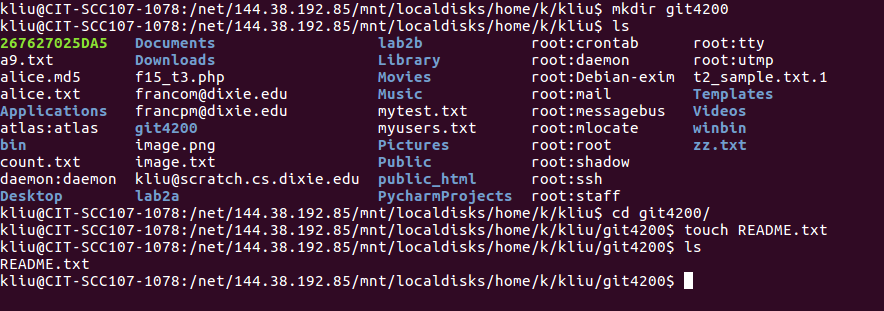 kliu@CIT-SCC107-1078:/net/144.38.192.85/mnt/localdisks/home/k/kliu$ mkdir git4200
kliu@CIT-SCC107-1078:/net/144.38.192.85/mnt/localdisks/home/k/kliu$ ls
267627025DA5   Documents                  lab2b            root:crontab      root:tty
a9.txt         Downloads                  Library          root:daemon       root:utmp
alice.md5      f15_t3.php                 Movies           root:Debian-exim  t2_sample.txt.1
alice.txt      francom@dixie.edu          Music            root:mail         Templates
Applications   francpm@dixie.edu          mytest.txt       root:messagebus   Videos
atlas:atlas    git4200                    myusers.txt      root:mlocate      winbin
bin            image.png                  Pictures         root:root         zz.txt
count.txt      image.txt                  Public           root:shadow
daemon:daemon  kliu@scratch.cs.dixie.edu  public_html      root:ssh
Desktop        lab2a                      PycharmProjects  root:staff
kliu@CIT-SCC107-1078:/net/144.38.192.85/mnt/localdisks/home/k/kliu$ cd git4200/
kliu@CIT-SCC107-1078:/net/144.38.192.85/mnt/localdisks/home/k/kliu/git4200$ touch README.txt
kliu@CIT-SCC107-1078:/net/144.38.192.85/mnt/localdisks/home/k/kliu/git4200$ ls
README.txt
kliu@CIT-SCC107-1078:/net/144.38.192.85/mnt/localdisks/home/k/kliu/git4200$